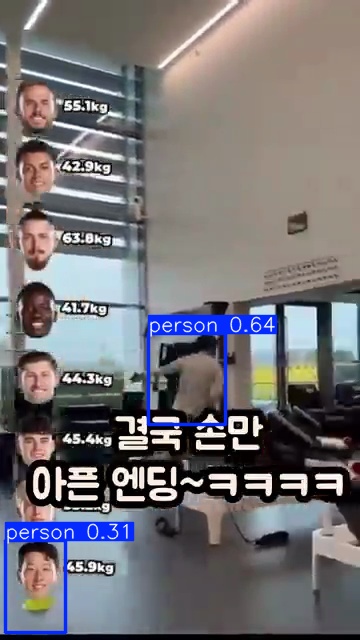 55.1kg
42.9kg
63.8kg
41.7kg
44.3kg
person 0.64
45.4kg
결국 손만
아픈 엔딩~ㅋㅋㅋㅋ
person 0.31
45.9kg